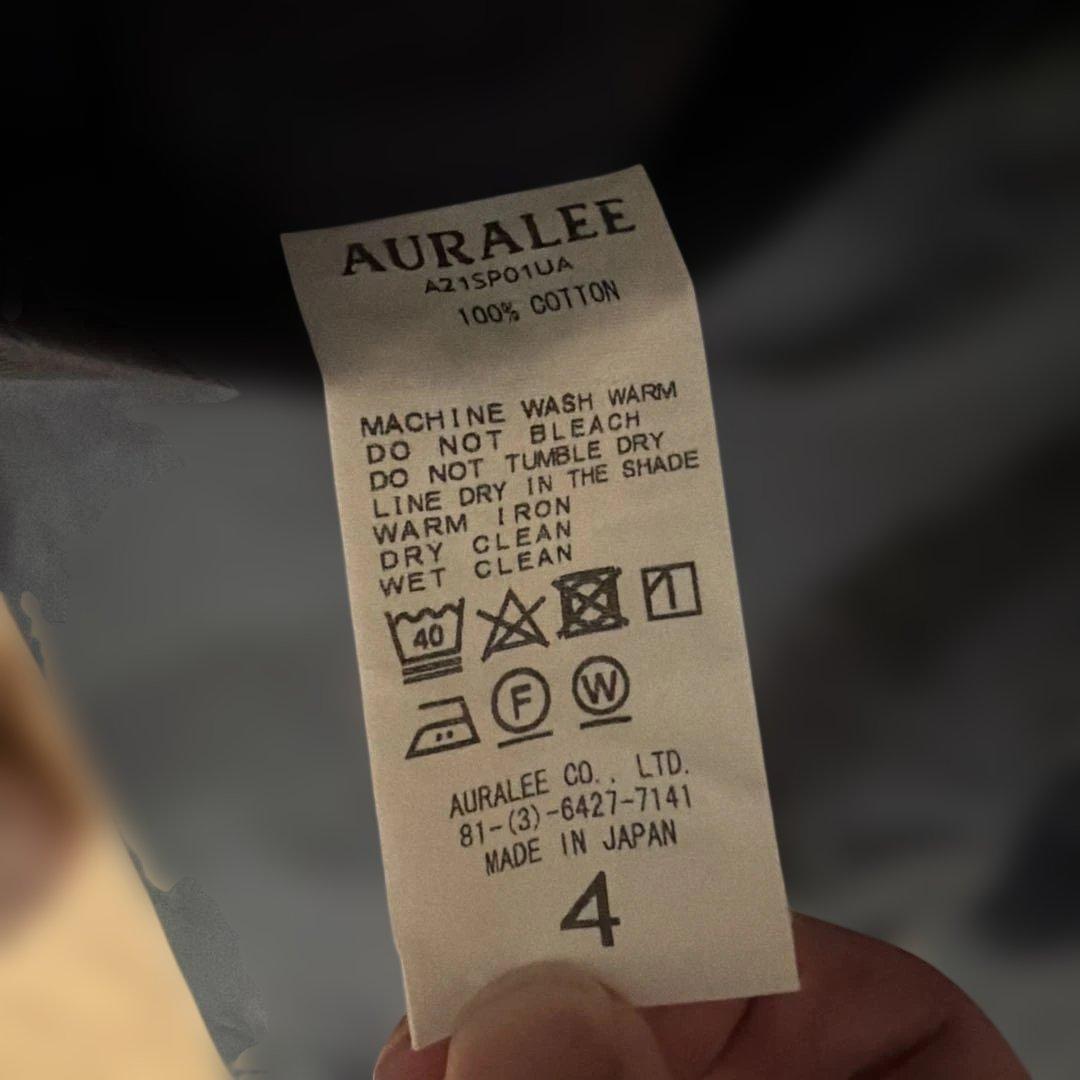 AURALEE
A21SP01UA
100% COTTON
MACHINE WASH WARM
DO NOT BLEACH
DO NOT TUMBLE DRY
LINE DRY IN THE SHADE
WARM IRON
DRY CLEAN
WET CLEAN
40
F W
AURALEE CO., LTD.
81-(3)-6427-7141
MADE IN JAPAN
4